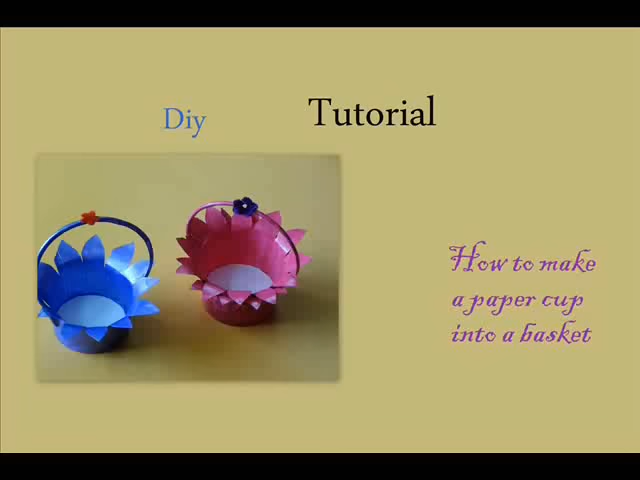 Diy
Tutorial
How to make
a paper cup
into a basket